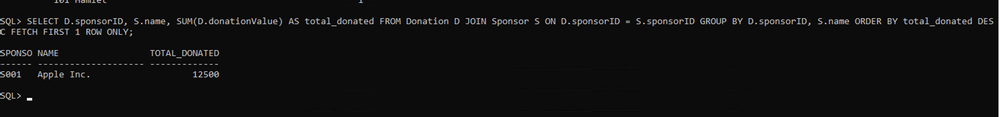 101 Hamlet 1
SQL> SELECT D.sponsorID, S.name, SUM(D.donationValue) AS total_donated FROM Donation D JOIN Sponsor S ON D.sponsorID = S.sponsorID GROUP BY D.sponsorID, S.name ORDER BY total_donated DES
C FETCH FIRST 1 ROW ONLY;
SPONSO NAME                 TOTAL_DONATED
------ -------------------- -------------
S001   Apple Inc.                   12500
SQL>